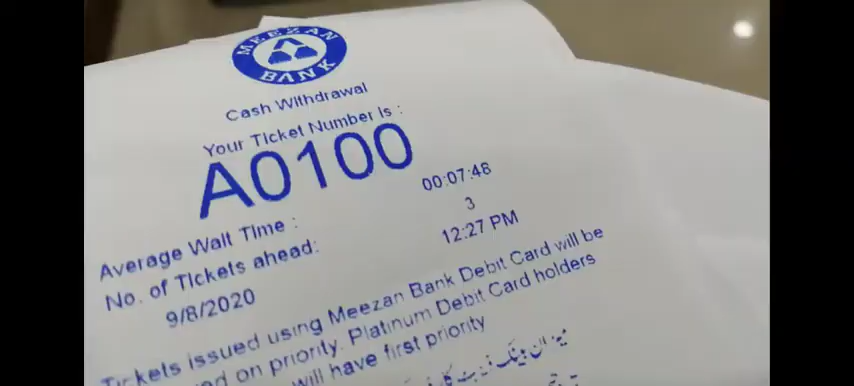 MEEZAN BANK
Cash Withdrawal
Your Ticket Number is :
A0100
Average Wait Time : 00:07:48
No. of Tickets ahead: 3
9/8/2020 12:27 PM
Tickets issued using Meezan Bank Debit Card will be
on priority. Platinum Debit Card holders
will have first priority
میزان بینک